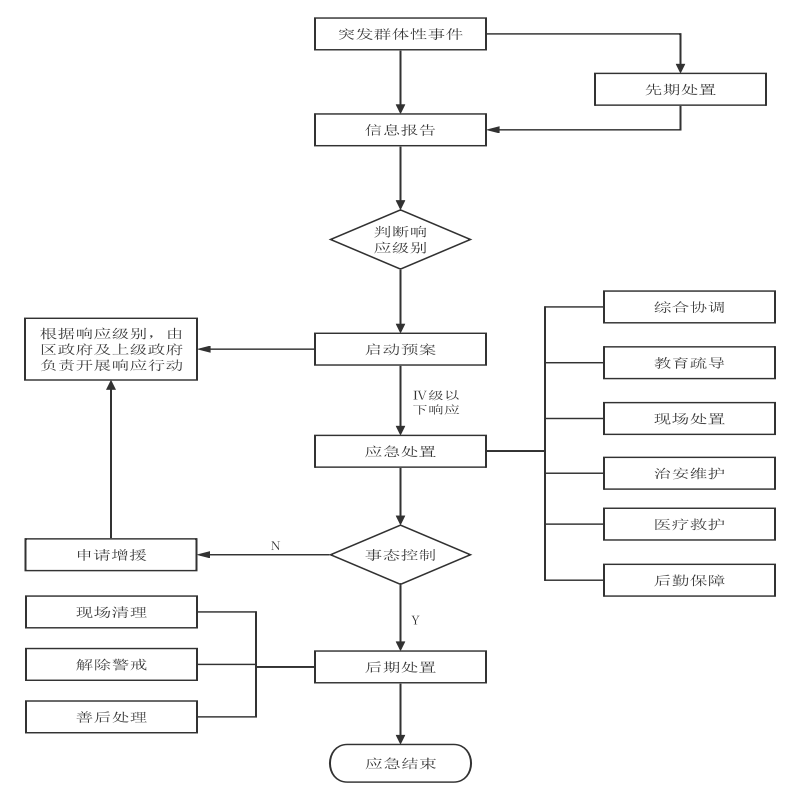 突发群体性事件
先期处置
信息报告
判断响
应级别
综合协调
根据响应级别，由
区政府及上级政府
负责开展响应行动
启动预案
教育疏导
IV级以
下响应
现场处置
应急处置
治安维护
医疗救护
申请增援
N
事态控制
后勤保障
现场清理
Y
解除警戒
后期处置
善后处理
应急结束